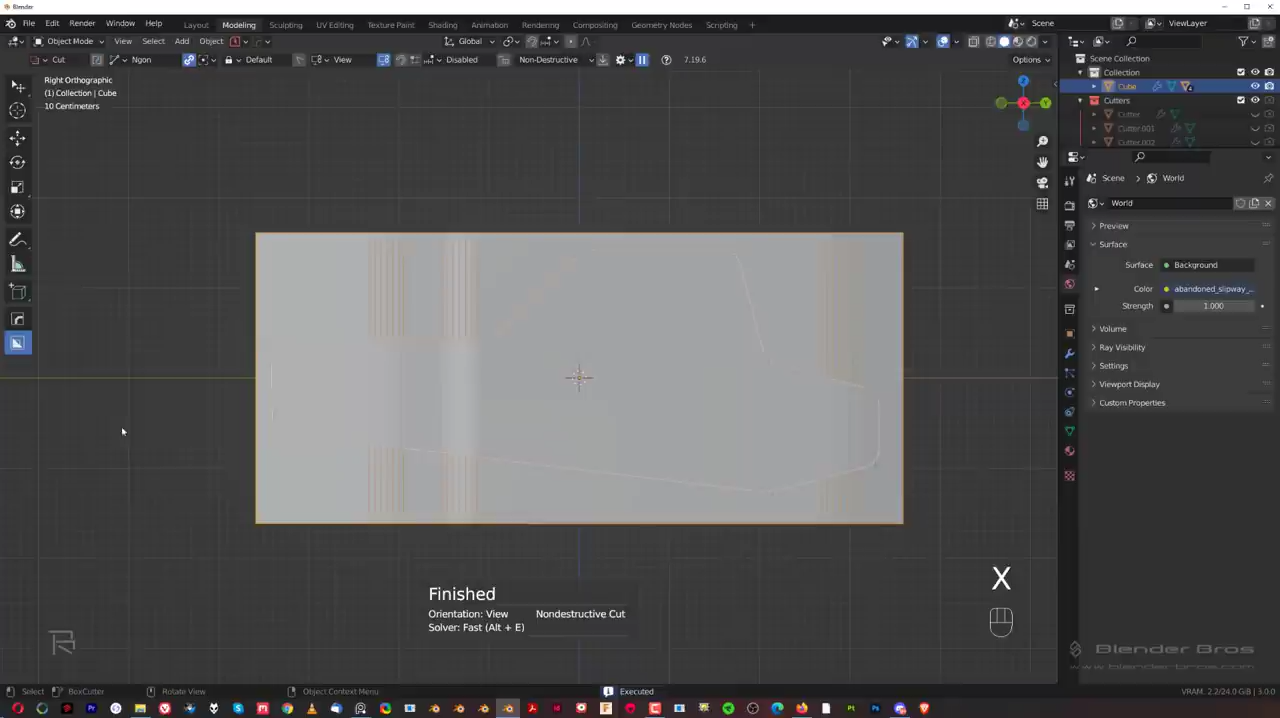 Blender
File Edit Render Window Help Layout Modeling Sculpting UV Editing Texture Paint Shading Animation Rendering Compositing Geometry Nodes Scripting + Scene ViewLayer
Object Mode View Select Add Object Global
Cut Ngon Default View Disabled Non-Destructive 7.19.6 Options
Right Orthographic
(1) Collection | Cube
10 Centimeters
X
Y
Z
Scene Collection
Collection
Cube
Cutters
Cutter
Cutter.001
Cutter.002
Scene > World
World
Preview
Surface
Surface Background
Color abandoned_slipway_...
Strength 1.000
Volume
Ray Visibility
Settings
Viewport Display
Custom Properties
Finished
Orientation: View Nondestructive Cut
Solver: Fast (Alt + E)
X
Blender Bros
www.blender-bros.com
Select BoxCutter Rotate View Object Context Menu Executed VRAM: 2.2/24.0 GiB | 3.0.0